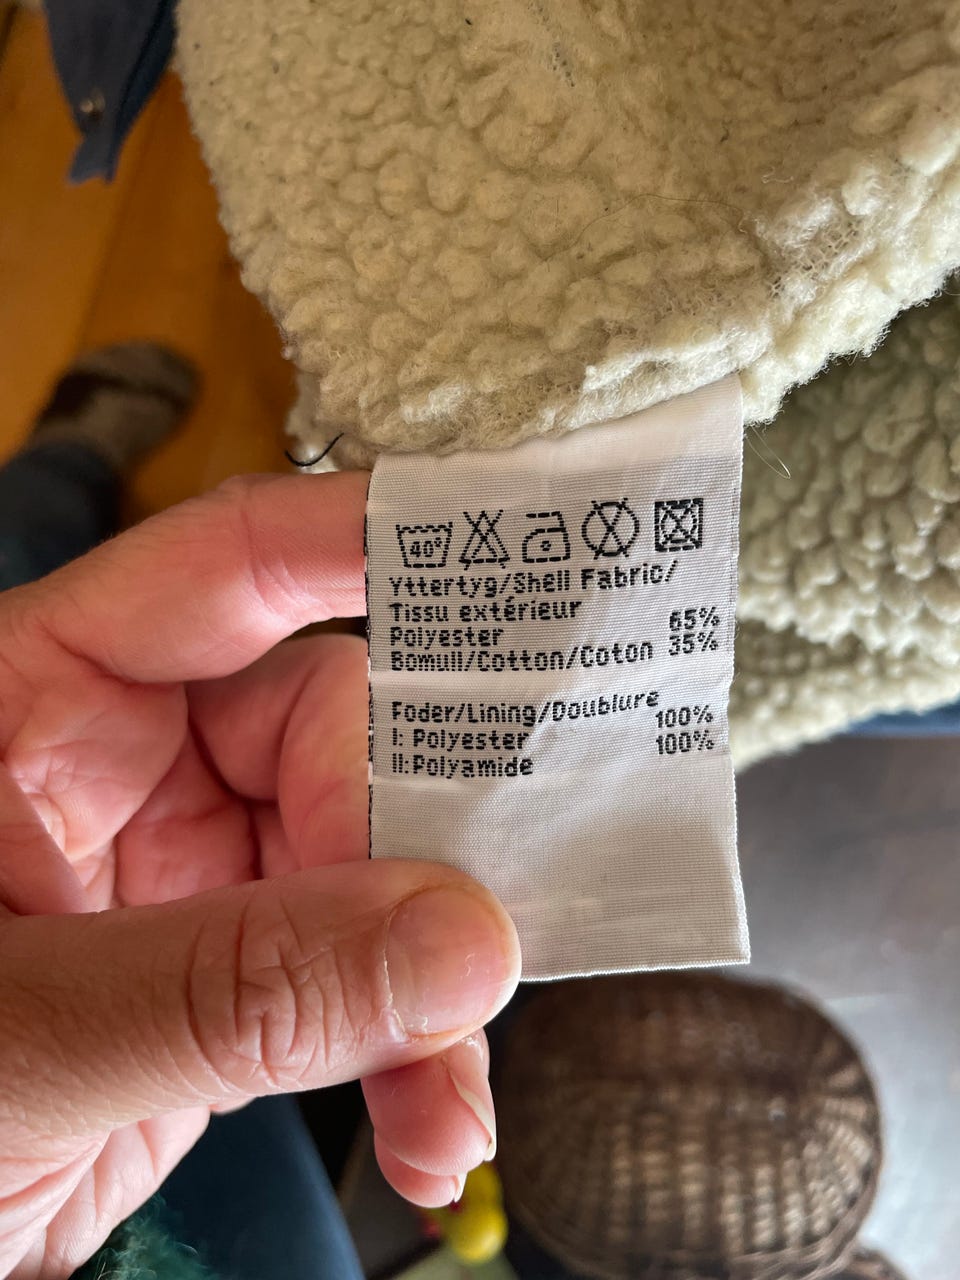 40°
Yttertyg/Shell Fabric/
Tissu extérieur
Polyester 65%
Bomull/Cotton/Coton 35%
Foder/Lining/Doublure
I: Polyester 100%
II:Polyamide 100%